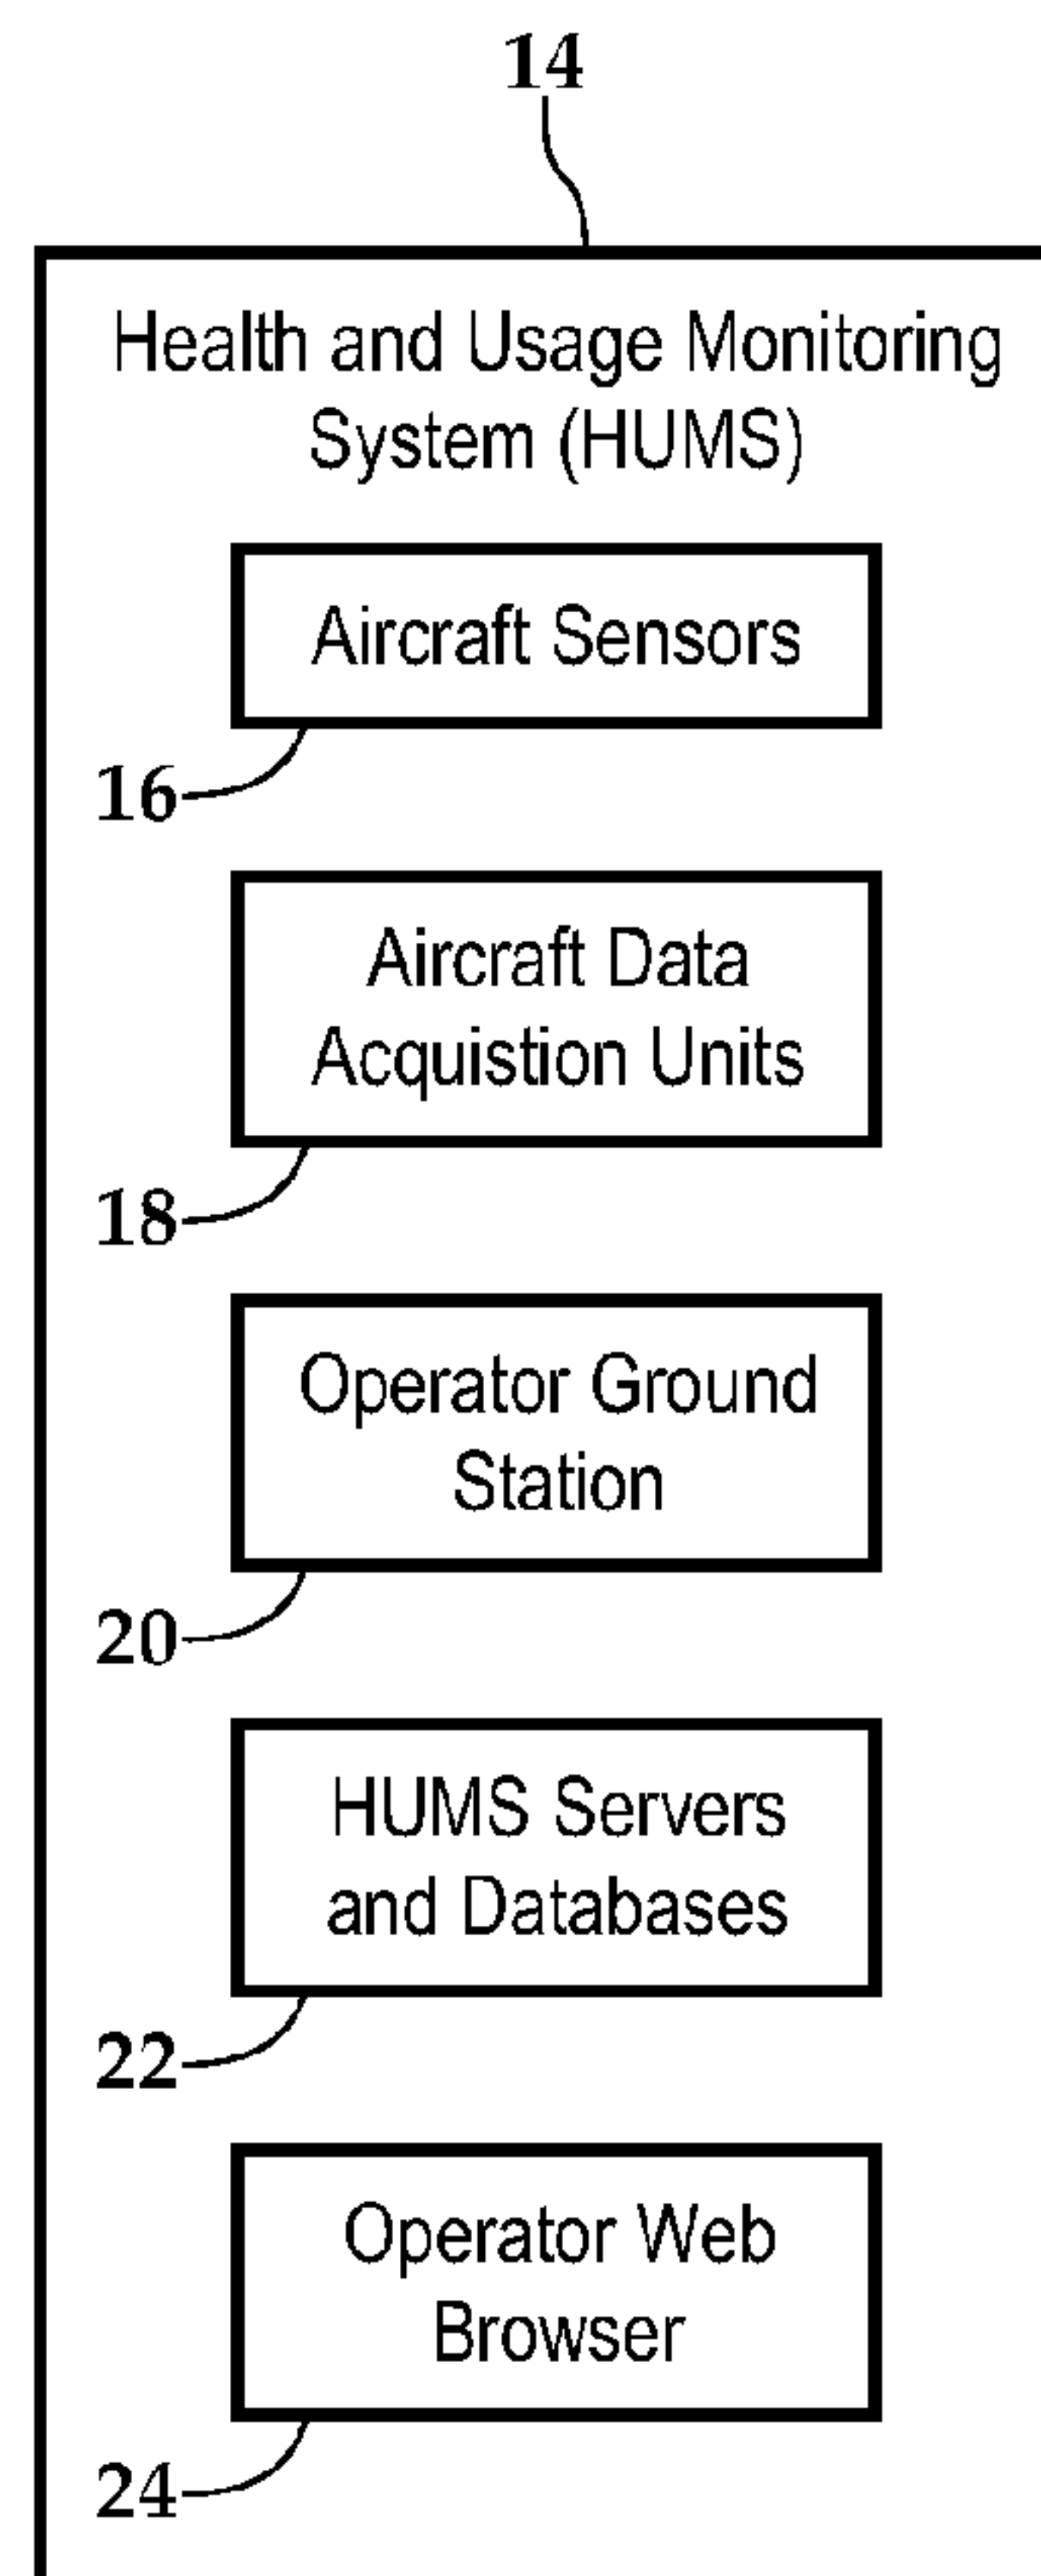 14
Health and Usage Monitoring
System (HUMS)
Aircraft Sensors
16
Aircraft Data
Acquistion Units
18
Operator Ground
Station
20
HUMS Servers
and Databases
22
Operator Web
Browser
24